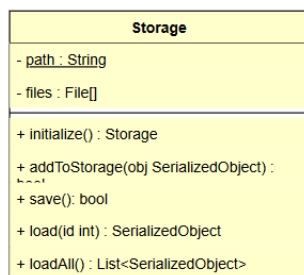 Storage
- path : String
- files : File[]
+ initialize() : Storage
+ addToStorage(obj SerializedObject) :
+ save(): bool
+ load(id int) : SerializedObject
+ loadAll() : List<SerializedObject>